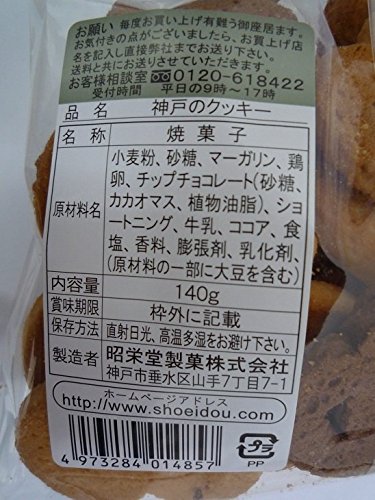 お願い 毎度お買い上げ有難う御座居ます。
お気付きの点がございましたら、お買上げ店
名を記入し直接弊社までお送り下さい。
送料と共にお送りさせていただきます。
お客様相談室 0120-618422
受付時間 平日の9時〜17時
品名 神戸のクッキー
名称 焼菓子
原材料名 小麦粉、砂糖、マーガリン、鶏
卵、チップチョコレート(砂糖、
カカオマス、植物油脂)、ショ
ートニング、牛乳、ココア、食
塩、香料、膨張剤、乳化剤、
(原材料の一部に大豆を含む)
内容量 140g
賞味期限 枠外に記載
保存方法 直射日光、高温多湿をお避け下さい。
製造者 昭栄堂製菓株式会社
神戸市垂水区山手7丁目7-1
ホームページアドレス
http://www.shoeidou.com/
4 973284 014857
プラ
PP